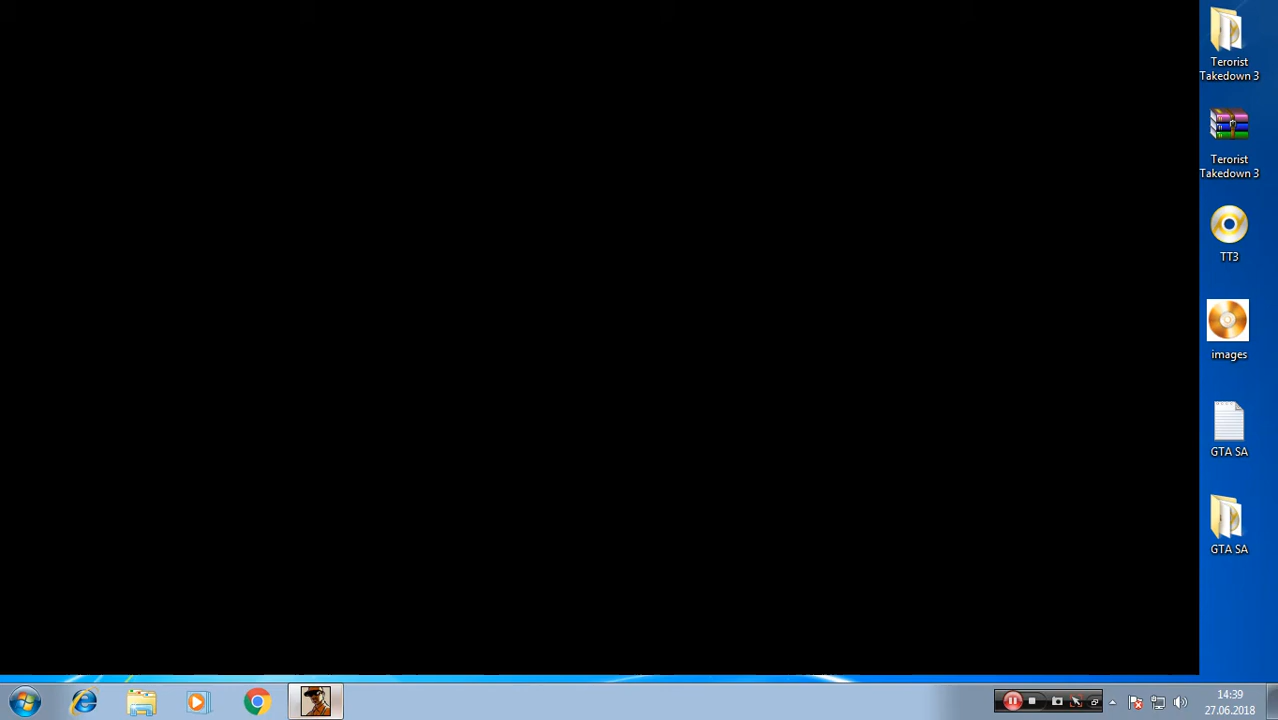 Terorist
Takedown 3
Terorist
Takedown 3
TT3
images
GTA SA
GTA SA
14:39
27.06.2018